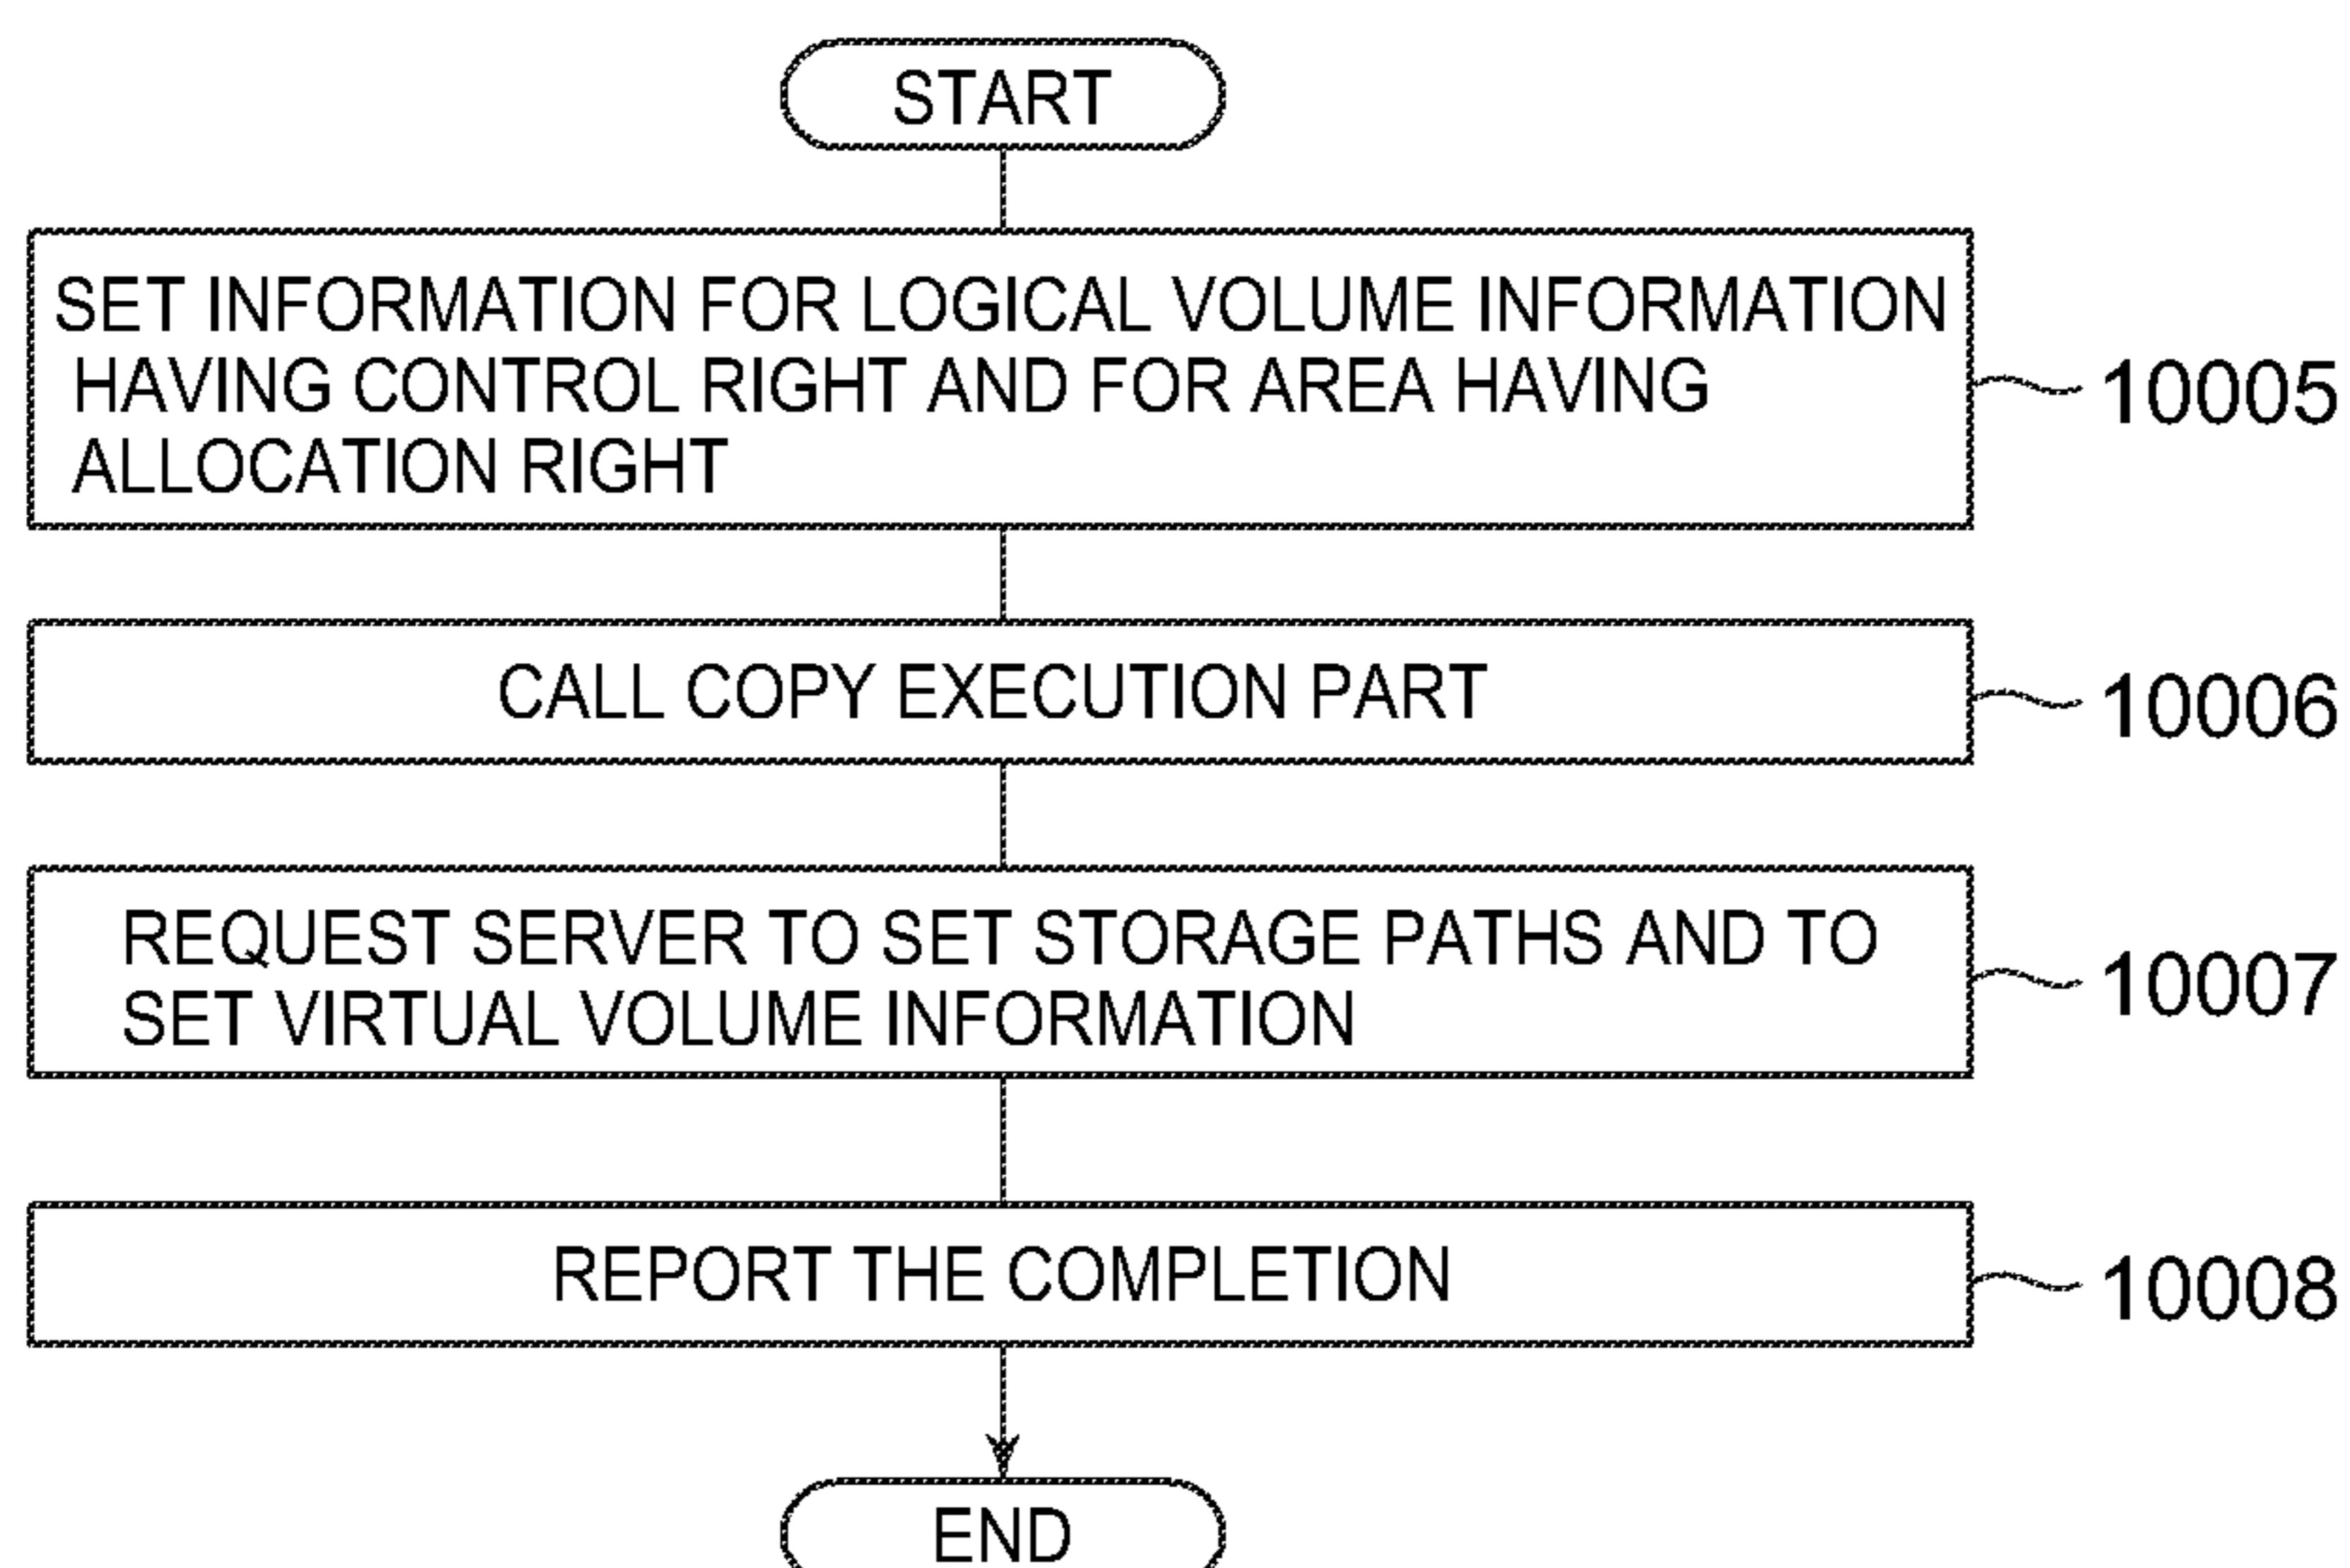 START
SET INFORMATION FOR LOGICAL VOLUME INFORMATION
HAVING CONTROL RIGHT AND FOR AREA HAVING
ALLOCATION RIGHT
10005
CALL COPY EXECUTION PART
10006
REQUEST SERVER TO SET STORAGE PATHS AND TO
SET VIRTUAL VOLUME INFORMATION
10007
REPORT THE COMPLETION
10008
END